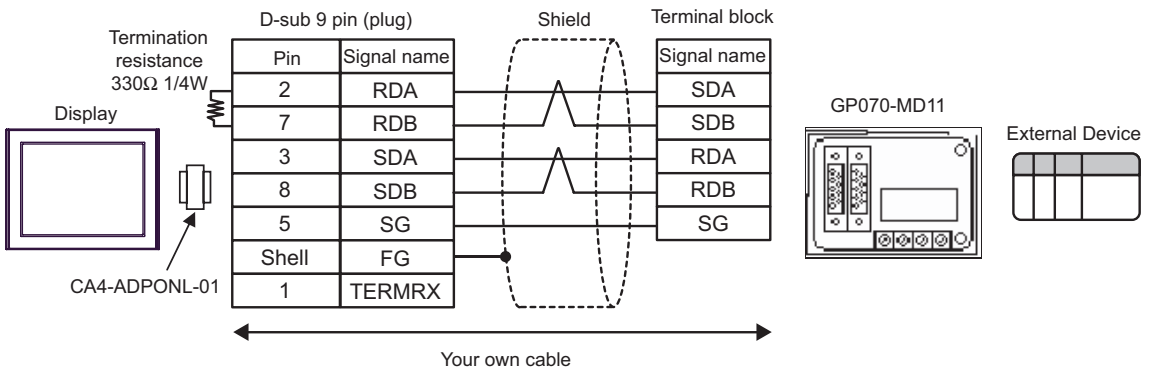 D-sub 9 pin (plug)
Shield
Terminal block
Termination
resistance
330Ω 1/4W
Pin Signal name
Signal name
2 RDA
SDA
7 RDB
SDB
3 SDA
RDA
8 SDB
RDB
5 SG
SG
Shell FG
1 TERMRX
Display
CA4-ADPONL-01
GP070-MD11
External Device
Your own cable